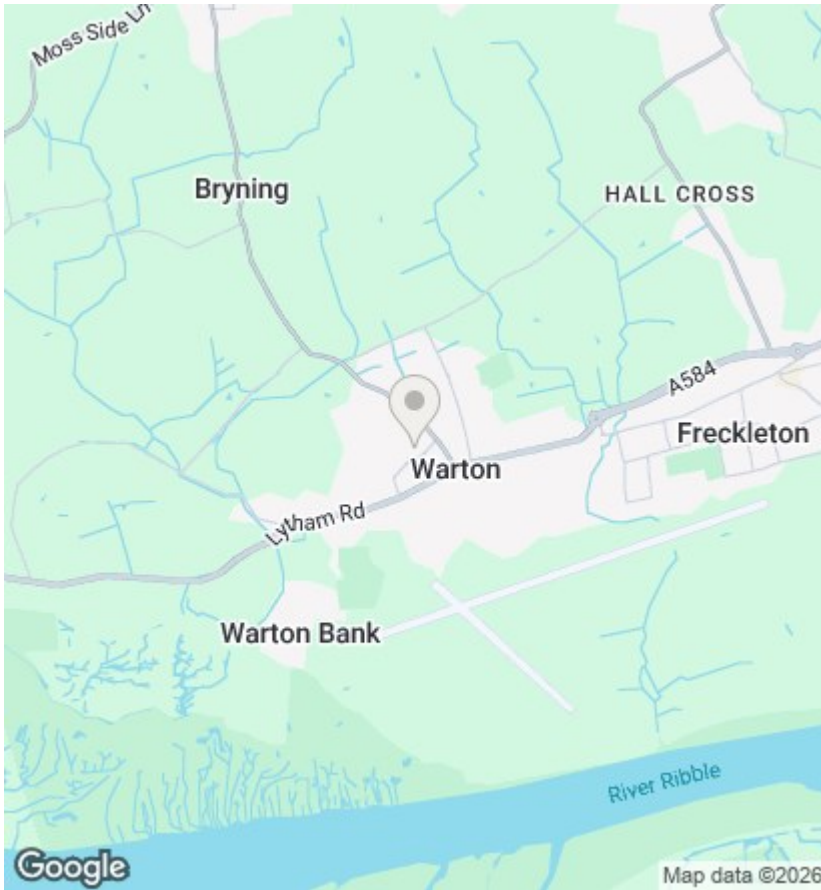 Moss Side Ln
Bryning
HALL CROSS
A584
Freckleton
Warton
Lytham Rd
Warton Bank
River Ribble
Google
Map data ©2026